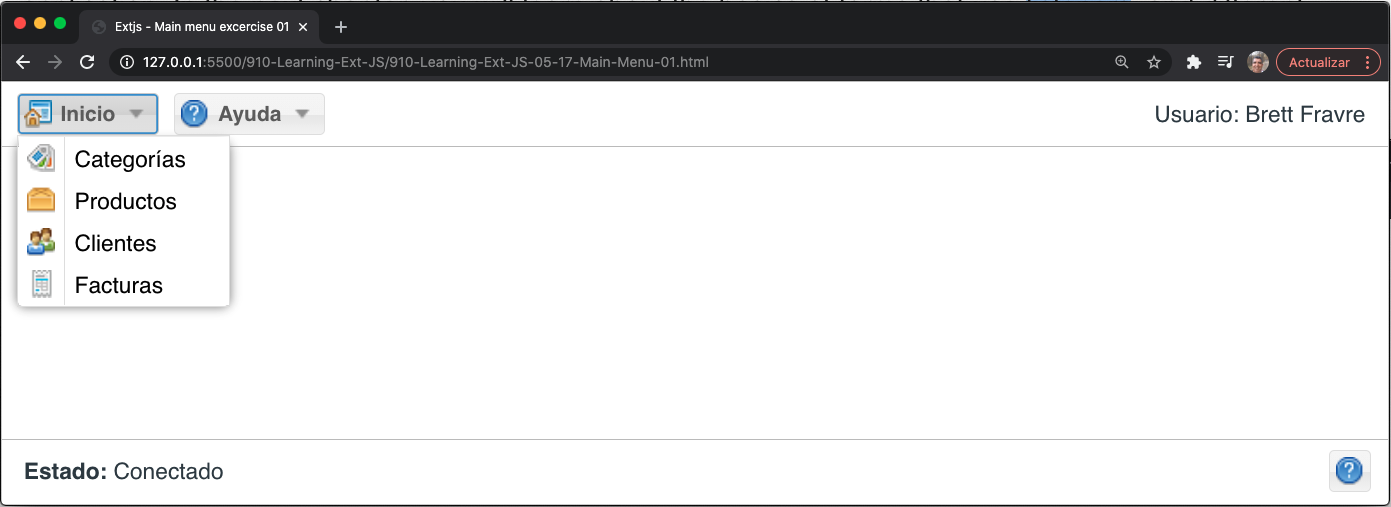 Extjs - Main menu excercise 01
127.0.0.1:5500/910-Learning-Ext-JS/910-Learning-Ext-JS-05-17-Main-Menu-01.html
Actualizar
Inicio
Ayuda
Usuario: Brett Fravre
Categorías
Productos
Clientes
Facturas
Estado: Conectado